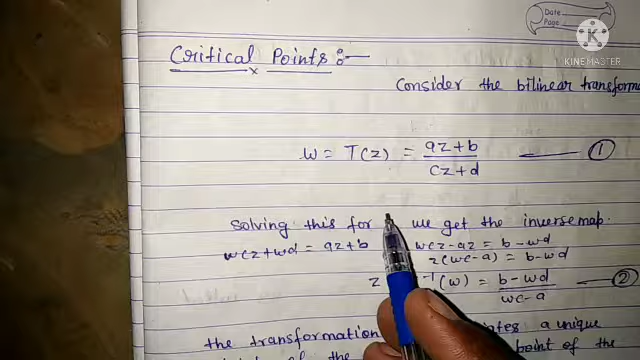 Date
Page
KINEMASTER
Critical Points :-
Consider the bilinear transforma
w = T(z) = az+b / cz+d —— ①
Solving this for we get the inverse map.
wcz+wd = az+b wcz-az = b-wd
z(wc-a) = b-wd
z (w) = b-wd / wc-a —— ②
the transformation a unique
of the point of the